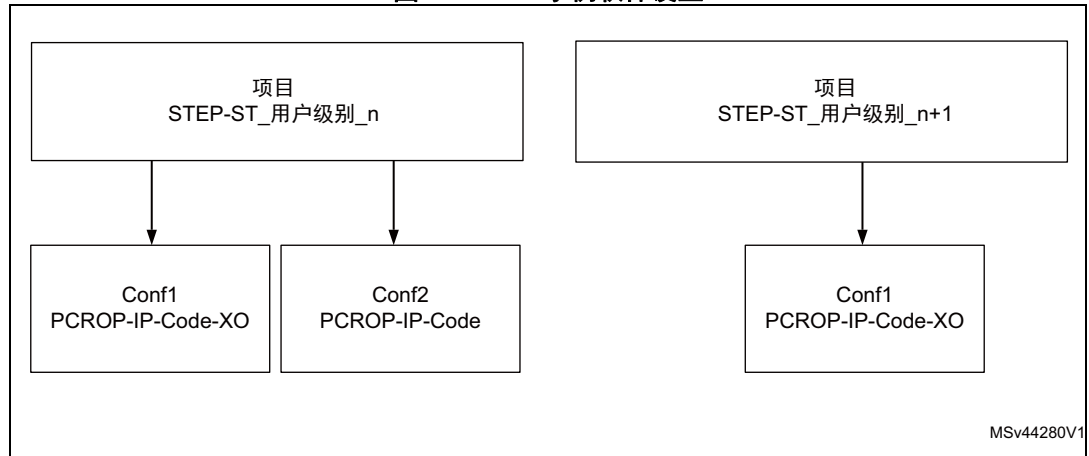 项目
STEP-ST_用户级别_n
项目
STEP-ST_用户级别_n+1
Conf1
PCROP-IP-Code-XO
Conf2
PCROP-IP-Code
Conf1
PCROP-IP-Code-XO
MSv44280V1